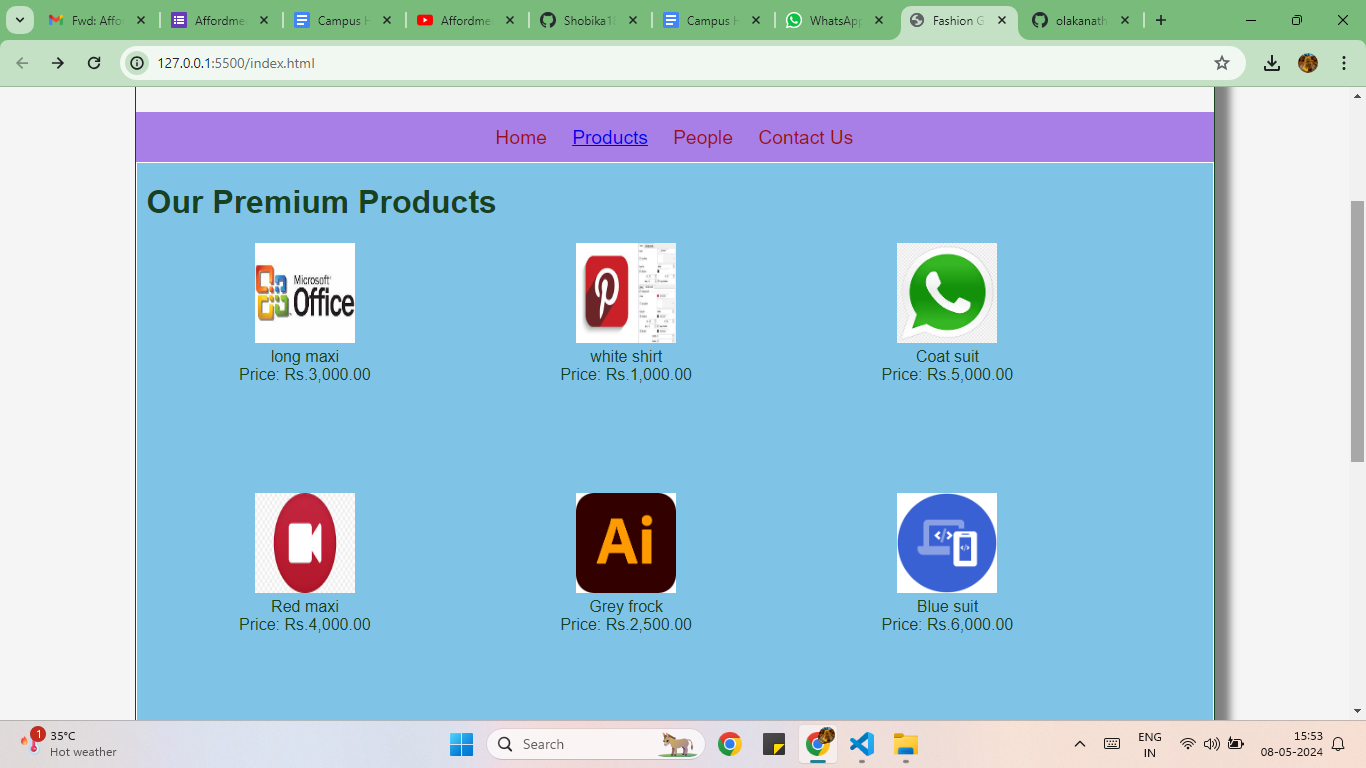 Fwd: Affor
Affordme
Campus H
Affordme
Shobika18
Campus H
WhatsApp
Fashion G
olakanath
127.0.0.1:5500/index.html
Home Products People Contact Us
Our Premium Products
Microsoft
Office
long maxi
Price: Rs.3,000.00
white shirt
Price: Rs.1,000.00
Coat suit
Price: Rs.5,000.00
Red maxi
Price: Rs.4,000.00
Ai
Grey frock
Price: Rs.2,500.00
</>
</>
Blue suit
Price: Rs.6,000.00
1
35°C
Hot weather
Search
ENG
IN
15:53
08-05-2024